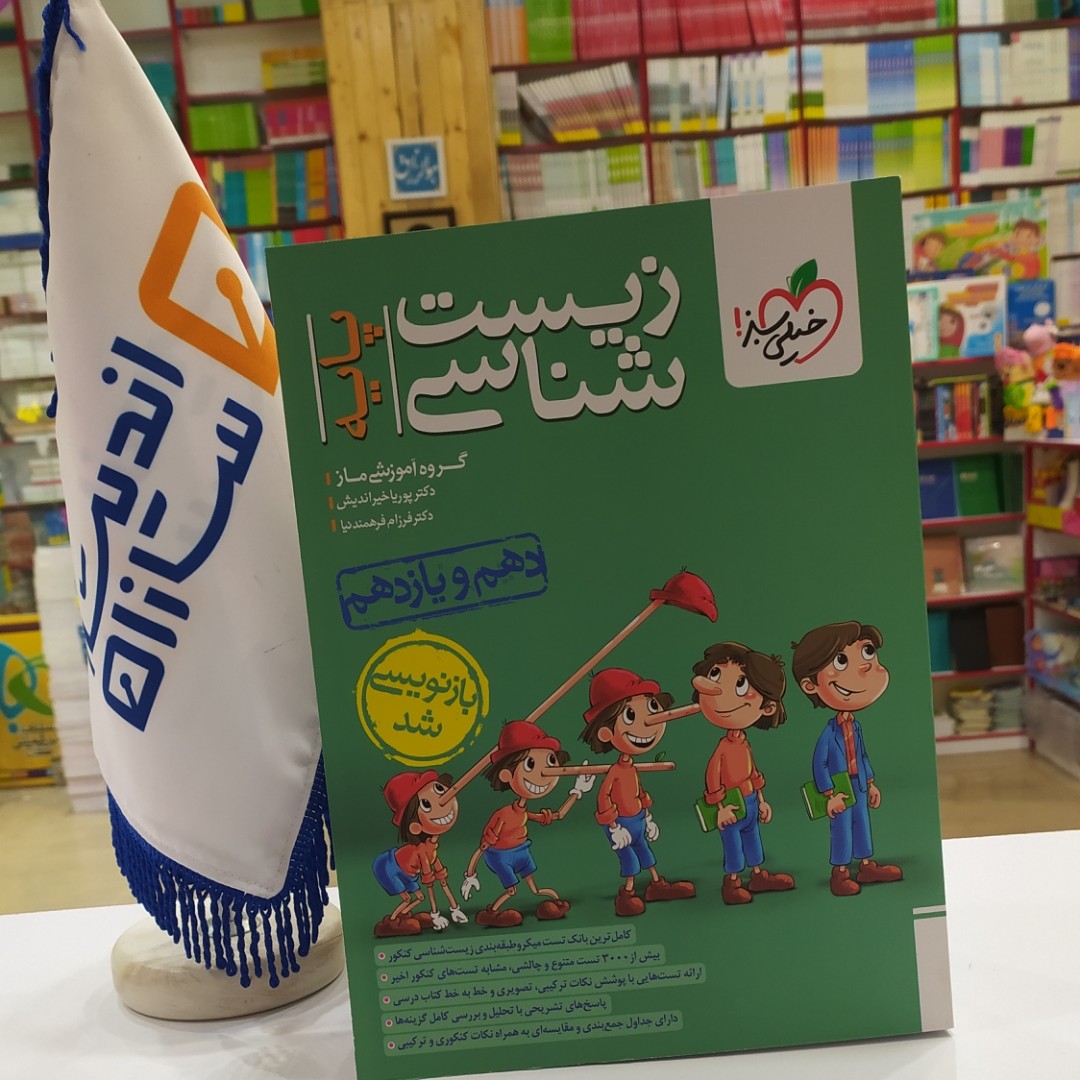 اندیشه
سازان
زیست
شناسی
پایه
خیلی سبز!
گروه آموزشی ماز
دکتر پوریا خیراندیش
دکتر فرزام فرهمندنیا
دهم و یازدهم
بازنویسی
شد
کامل‌ترین بانک تست میکروطبقه‌بندی زیست‌شناسی کنکور
بیش از ۳۰۰۰ تست متنوع و چالشی، مشابه تست‌های کنکور اخیر
ارائه تست‌هایی با پوشش نکات ترکیبی، تصویری و خط به خط کتاب درسی
پاسخ‌های تشریحی با تحلیل و بررسی کامل گزینه‌ها
دارای جداول جمع‌بندی و مقایسه‌ای به همراه نکات کنکوری و ترکیبی